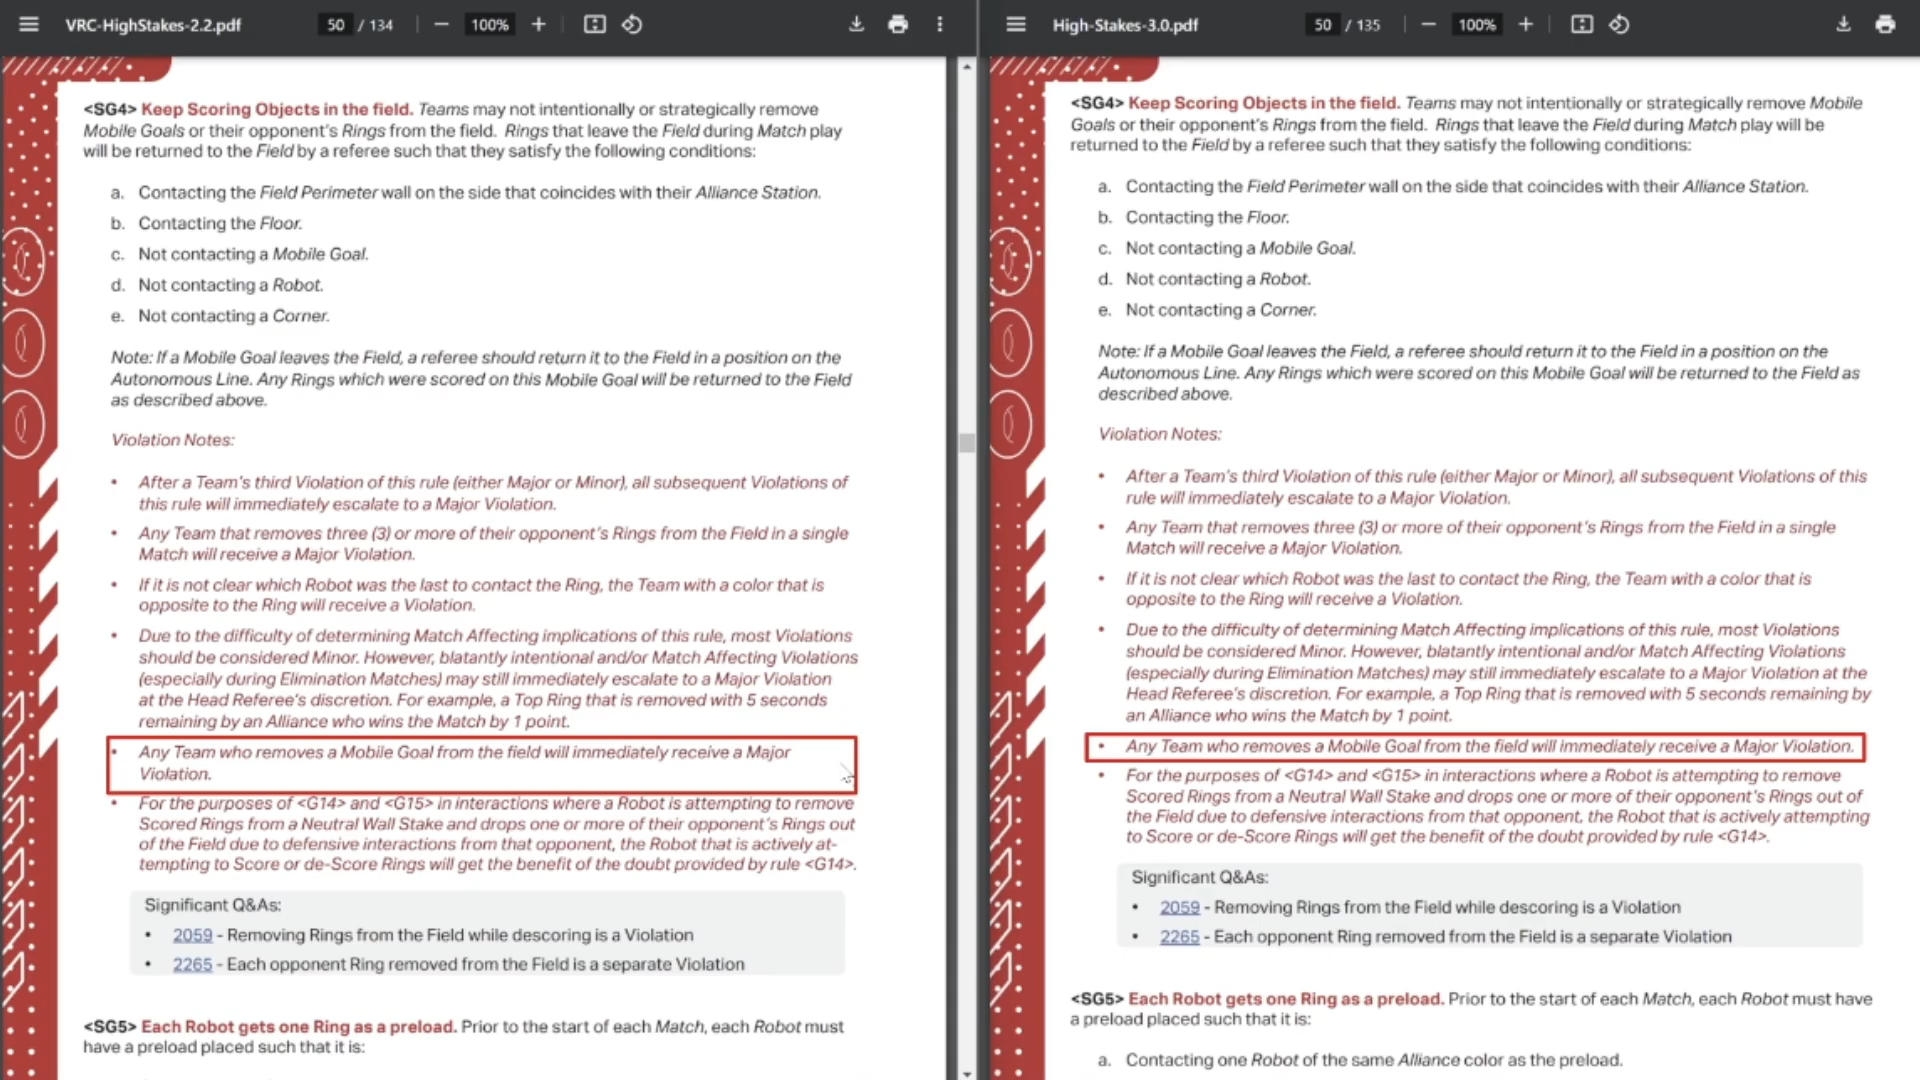 VRC-HighStakes-2.2.pdf
50 / 134
100%
<SG4> Keep Scoring Objects in the field. Teams may not intentionally or strategically remove
Mobile Goals or their opponent's Rings from the field. Rings that leave the Field during Match play
will be returned to the Field by a referee such that they satisfy the following conditions:
a. Contacting the Field Perimeter wall on the side that coincides with their Alliance Station.
b. Contacting the Floor.
c. Not contacting a Mobile Goal.
d. Not contacting a Robot.
e. Not contacting a Corner.
Note: If a Mobile Goal leaves the Field, a referee should return it to the Field in a position on the
Autonomous Line. Any Rings which were scored on this Mobile Goal will be returned to the Field
as described above.
Violation Notes:
• After a Team's third Violation of this rule (either Major or Minor), all subsequent Violations of
this rule will immediately escalate to a Major Violation.
• Any Team that removes three (3) or more of their opponent's Rings from the Field in a single
Match will receive a Major Violation.
• If it is not clear which Robot was the last to contact the Ring, the Team with a color that is
opposite to the Ring will receive a Violation.
• Due to the difficulty of determining Match Affecting implications of this rule, most Violations
should be considered Minor. However, blatantly intentional and/or Match Affecting Violations
(especially during Elimination Matches) may still immediately escalate to a Major Violation
at the Head Referee's discretion. For example, a Top Ring that is removed with 5 seconds
remaining by an Alliance who wins the Match by 1 point.
• Any Team who removes a Mobile Goal from the field will immediately receive a Major
Violation.
• For the purposes of <G14> and <G15> in interactions where a Robot is attempting to remove
Scored Rings from a Neutral Wall Stake and drops one or more of their opponent's Rings out
of the Field due to defensive interactions from that opponent, the Robot that is actively at-
tempting to Score or de-Score Rings will get the benefit of the doubt provided by rule <G14>.
Significant Q&As:
• 2059 - Removing Rings from the Field while descoring is a Violation
• 2265 - Each opponent Ring removed from the Field is a separate Violation
<SG5> Each Robot gets one Ring as a preload. Prior to the start of each Match, each Robot must
have a preload placed such that it is:
High-Stakes-3.0.pdf
50 / 135
100%
<SG4> Keep Scoring Objects in the field. Teams may not intentionally or strategically remove Mobile
Goals or their opponent's Rings from the field. Rings that leave the Field during Match play will be
returned to the Field by a referee such that they satisfy the following conditions:
a. Contacting the Field Perimeter wall on the side that coincides with their Alliance Station.
b. Contacting the Floor.
c. Not contacting a Mobile Goal.
d. Not contacting a Robot.
e. Not contacting a Corner.
Note: If a Mobile Goal leaves the Field, a referee should return it to the Field in a position on the
Autonomous Line. Any Rings which were scored on this Mobile Goal will be returned to the Field as
described above.
Violation Notes:
• After a Team's third Violation of this rule (either Major or Minor), all subsequent Violations of this
rule will immediately escalate to a Major Violation.
• Any Team that removes three (3) or more of their opponent's Rings from the Field in a single
Match will receive a Major Violation.
• If it is not clear which Robot was the last to contact the Ring, the Team with a color that is
opposite to the Ring will receive a Violation.
• Due to the difficulty of determining Match Affecting implications of this rule, most Violations
should be considered Minor. However, blatantly intentional and/or Match Affecting Violations
(especially during Elimination Matches) may still immediately escalate to a Major Violation at the
Head Referee's discretion. For example, a Top Ring that is removed with 5 seconds remaining by
an Alliance who wins the Match by 1 point.
• Any Team who removes a Mobile Goal from the field will immediately receive a Major Violation.
• For the purposes of <G14> and <G15> in interactions where a Robot is attempting to remove
Scored Rings from a Neutral Wall Stake and drops one or more of their opponent's Rings out of
the Field due to defensive interactions from that opponent, the Robot that is actively attempting
to Score or de-Score Rings will get the benefit of the doubt provided by rule <G14>.
Significant Q&As:
• 2059 - Removing Rings from the Field while descoring is a Violation
• 2265 - Each opponent Ring removed from the Field is a separate Violation
<SG5> Each Robot gets one Ring as a preload. Prior to the start of each Match, each Robot must have
a preload placed such that it is:
a. Contacting one Robot of the same Alliance color as the preload.